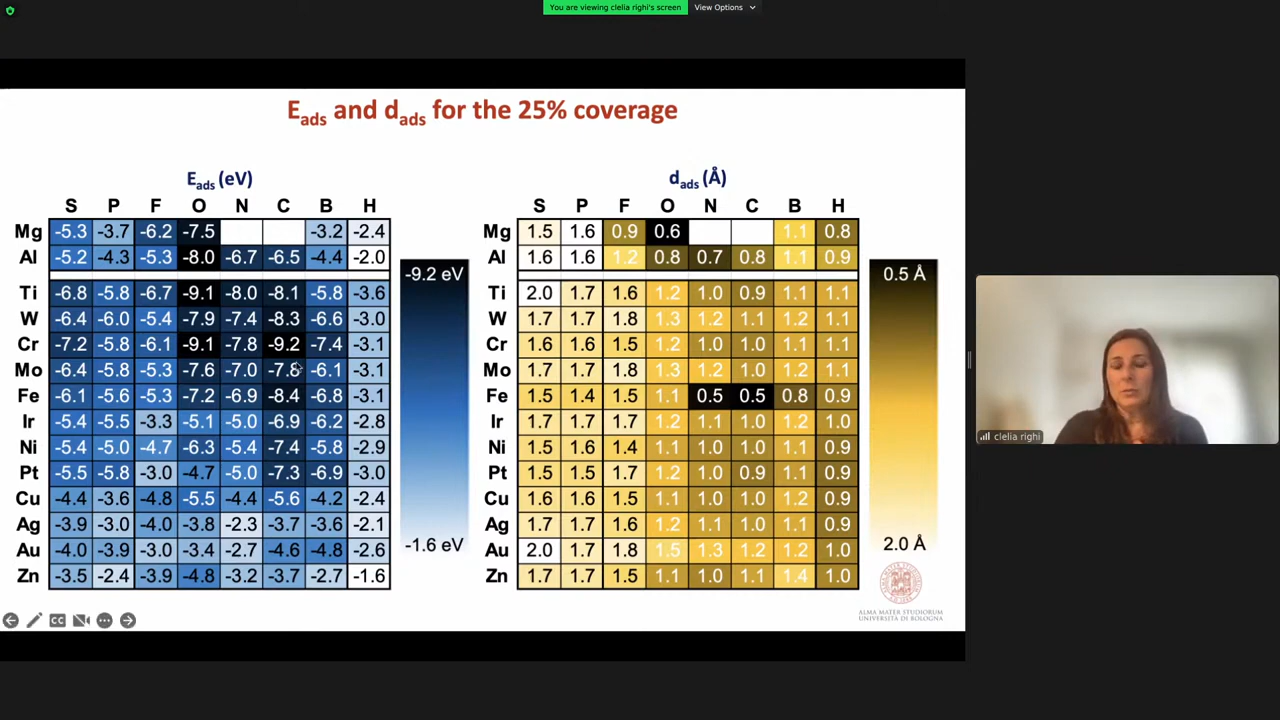 You are viewing clelia righi's screen View Options
Eads and dads for the 25% coverage
Eads (eV)
S P F O N C B H
Mg -5.3 -3.7 -6.2 -7.5 -3.2 -2.4
Al -5.2 -4.3 -5.3 -8.0 -6.7 -6.5 -4.4 -2.0
Ti -6.8 -5.8 -6.7 -9.1 -8.0 -8.1 -5.8 -3.6
W -6.4 -6.0 -5.4 -7.9 -7.4 -8.3 -6.6 -3.0
Cr -7.2 -5.8 -6.1 -9.1 -7.8 -9.2 -7.4 -3.1
Mo -6.4 -5.8 -5.3 -7.6 -7.0 -7.8 -6.1 -3.1
Fe -6.1 -5.6 -5.3 -7.2 -6.9 -8.4 -6.8 -3.1
Ir -5.4 -5.5 -3.3 -5.1 -5.0 -6.9 -6.2 -2.8
Ni -5.4 -5.0 -4.7 -6.3 -5.4 -7.4 -6.2 -2.9
Pt -5.5 -5.8 -3.0 -4.7 -5.0 -7.3 -6.9 -3.0
Cu -4.4 -3.6 -4.8 -5.5 -4.4 -5.6 -4.2 -2.4
Ag -3.9 -3.0 -4.0 -3.8 -2.3 -3.7 -3.6 -2.1
Au -4.0 -3.9 -3.0 -3.4 -2.7 -4.6 -4.8 -2.6
Zn -3.5 -2.4 -3.9 -4.8 -3.2 -3.7 -2.7 -1.6
-9.2 eV
-1.6 eV
dads (Å)
S P F O N C B H
Mg 1.5 1.6 0.9 0.6 1.1 0.8
Al 1.6 1.6 1.2 0.8 0.7 0.8 1.1 0.9
Ti 2.0 1.7 1.6 1.2 1.0 0.9 1.1 1.1
W 1.7 1.7 1.8 1.3 1.2 1.1 1.2 1.1
Cr 1.6 1.6 1.5 1.2 1.0 1.0 1.1 1.1
Mo 1.7 1.7 1.8 1.3 1.2 1.0 1.2 1.1
Fe 1.5 1.4 1.5 1.1 0.5 0.5 0.8 0.9
Ir 1.7 1.7 1.7 1.2 1.1 1.0 1.2 1.0
Ni 1.5 1.6 1.4 1.1 1.0 1.0 1.1 0.9
Pt 1.5 1.5 1.7 1.2 1.0 0.9 1.1 0.9
Cu 1.6 1.6 1.5 1.1 1.0 1.0 1.2 0.9
Ag 1.7 1.7 1.6 1.2 1.1 1.0 1.1 0.9
Au 2.0 1.7 1.8 1.5 1.3 1.2 1.2 1.0
Zn 1.7 1.7 1.5 1.1 1.0 1.1 1.4 1.0
0.5 Å
2.0 Å
ALMA MATER STUDIORUM
UNIVERSITÀ DI BOLOGNA
CC
clelia righi